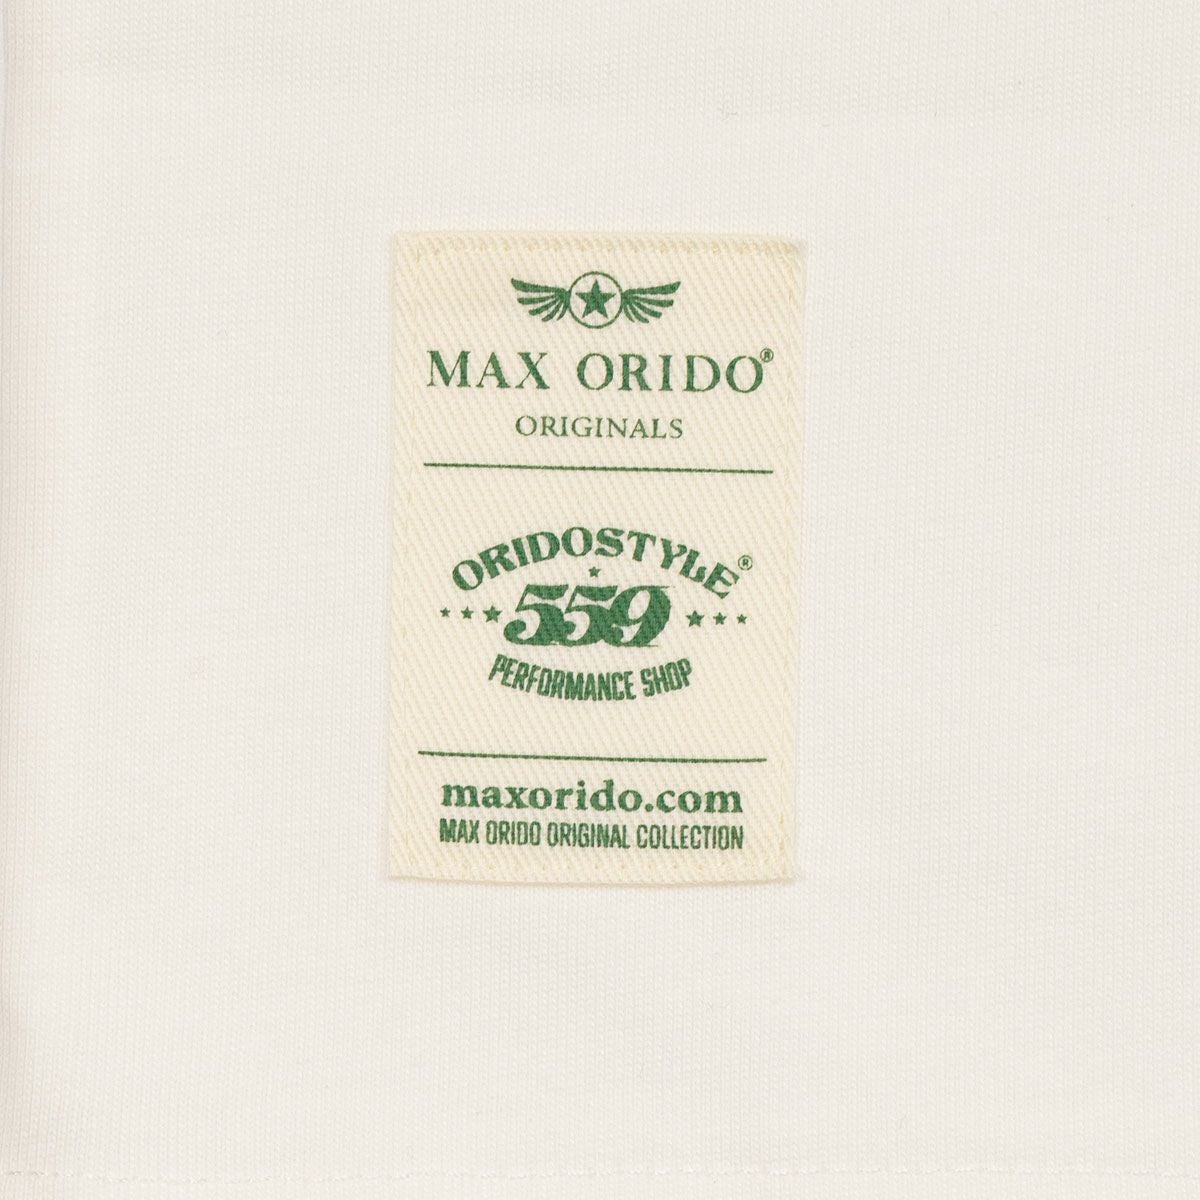 MAX ORIDO®
ORIGINALS
ORIDOSTYLE®
559
PERFORMANCE SHOP
maxorido.com
MAX ORIDO ORIGINAL COLLECTION